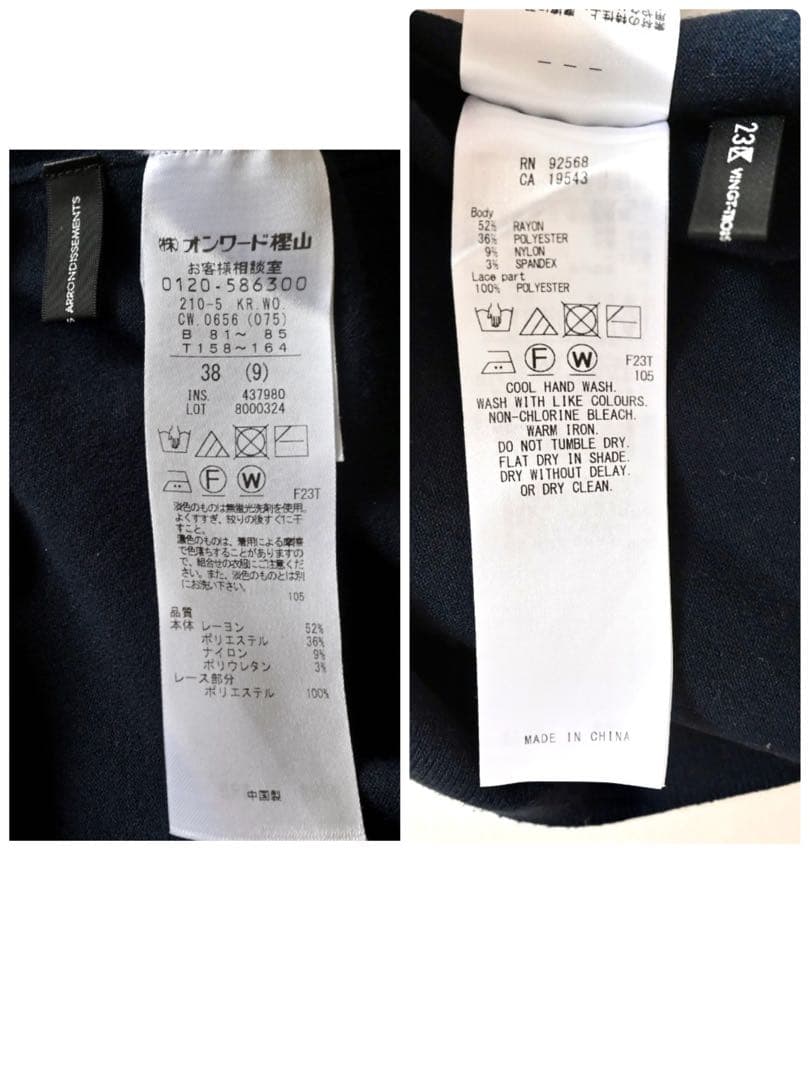 ARRONDISSEMENTS
(株)オンワード樫山
お客様相談室
0120-586300
210-5 KR.WO.
CW.0656 (075)
B 81～ 85
T158～164
38 (9)
INS. 437980
LOT 8000324
F W
F23T
淡色のものは無蛍光洗剤を使用。
よくすすぎ、絞りの後すぐに干
すこと。
濃色のものは、着用による摩擦
で色落ちすることがありますの
で、組合せの衣服にご注意くだ
さい。また、淡色のものとは別
にお洗い下さい。
105
品質
本体 レーヨン 52%
ポリエステル 36%
ナイロン 9%
ポリウレタン 3%
レース部分
ポリエステル 100%
中国製
---
23区 VINGT-TROIS
RN 92568
CA 19543
Body
52% RAYON
36% POLYESTER
9% NYLON
3% SPANDEX
Lace part
100% POLYESTER
F W
F23T
105
COOL HAND WASH.
WASH WITH LIKE COLOURS.
NON-CHLORINE BLEACH.
WARM IRON.
DO NOT TUMBLE DRY.
FLAT DRY IN SHADE.
DRY WITHOUT DELAY.
OR DRY CLEAN.
MADE IN CHINA